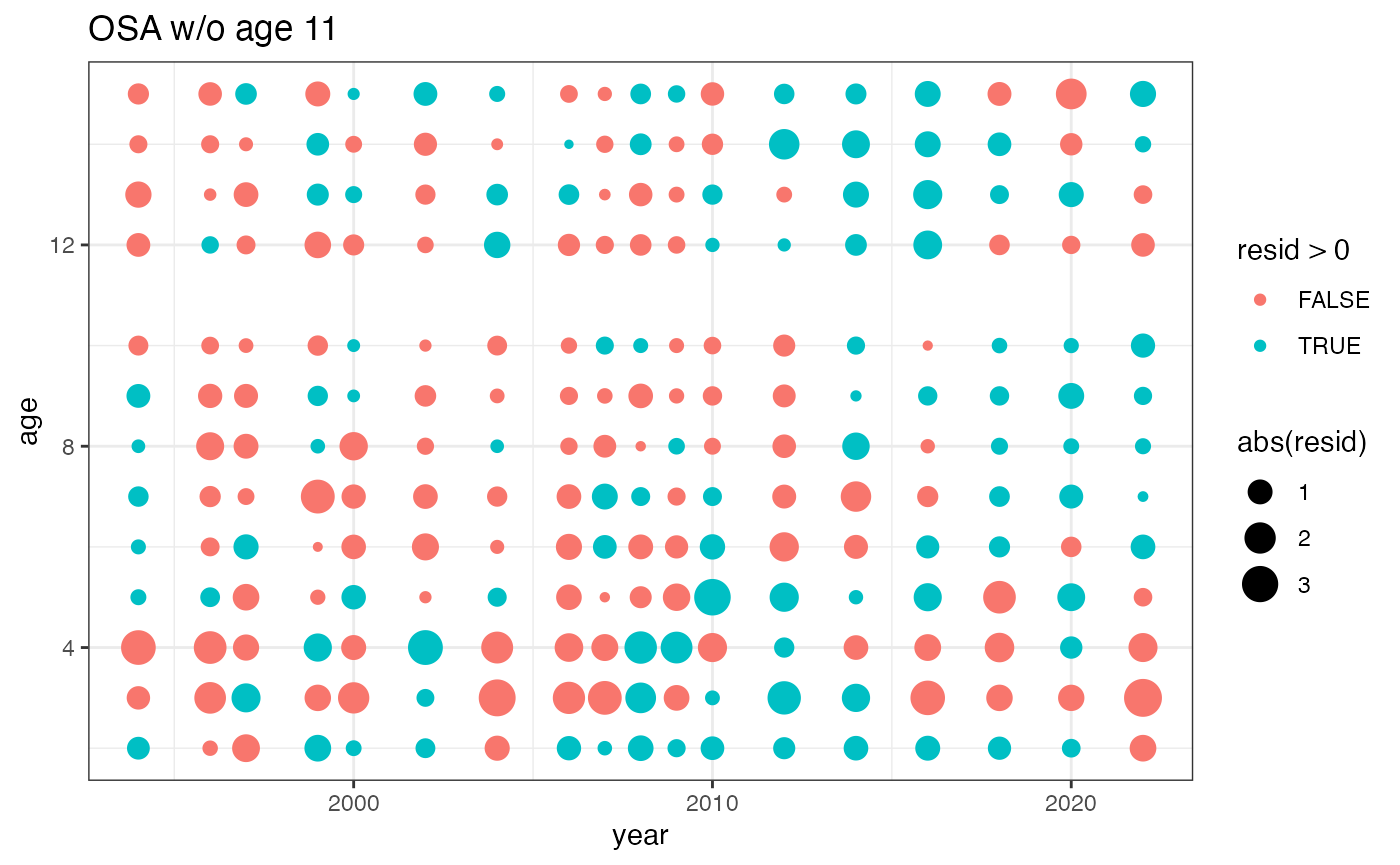 OSA w/o age 11
age
12
8
4
2000
2010
2020
year
resid > 0
FALSE
TRUE
abs(resid)
1
2
3